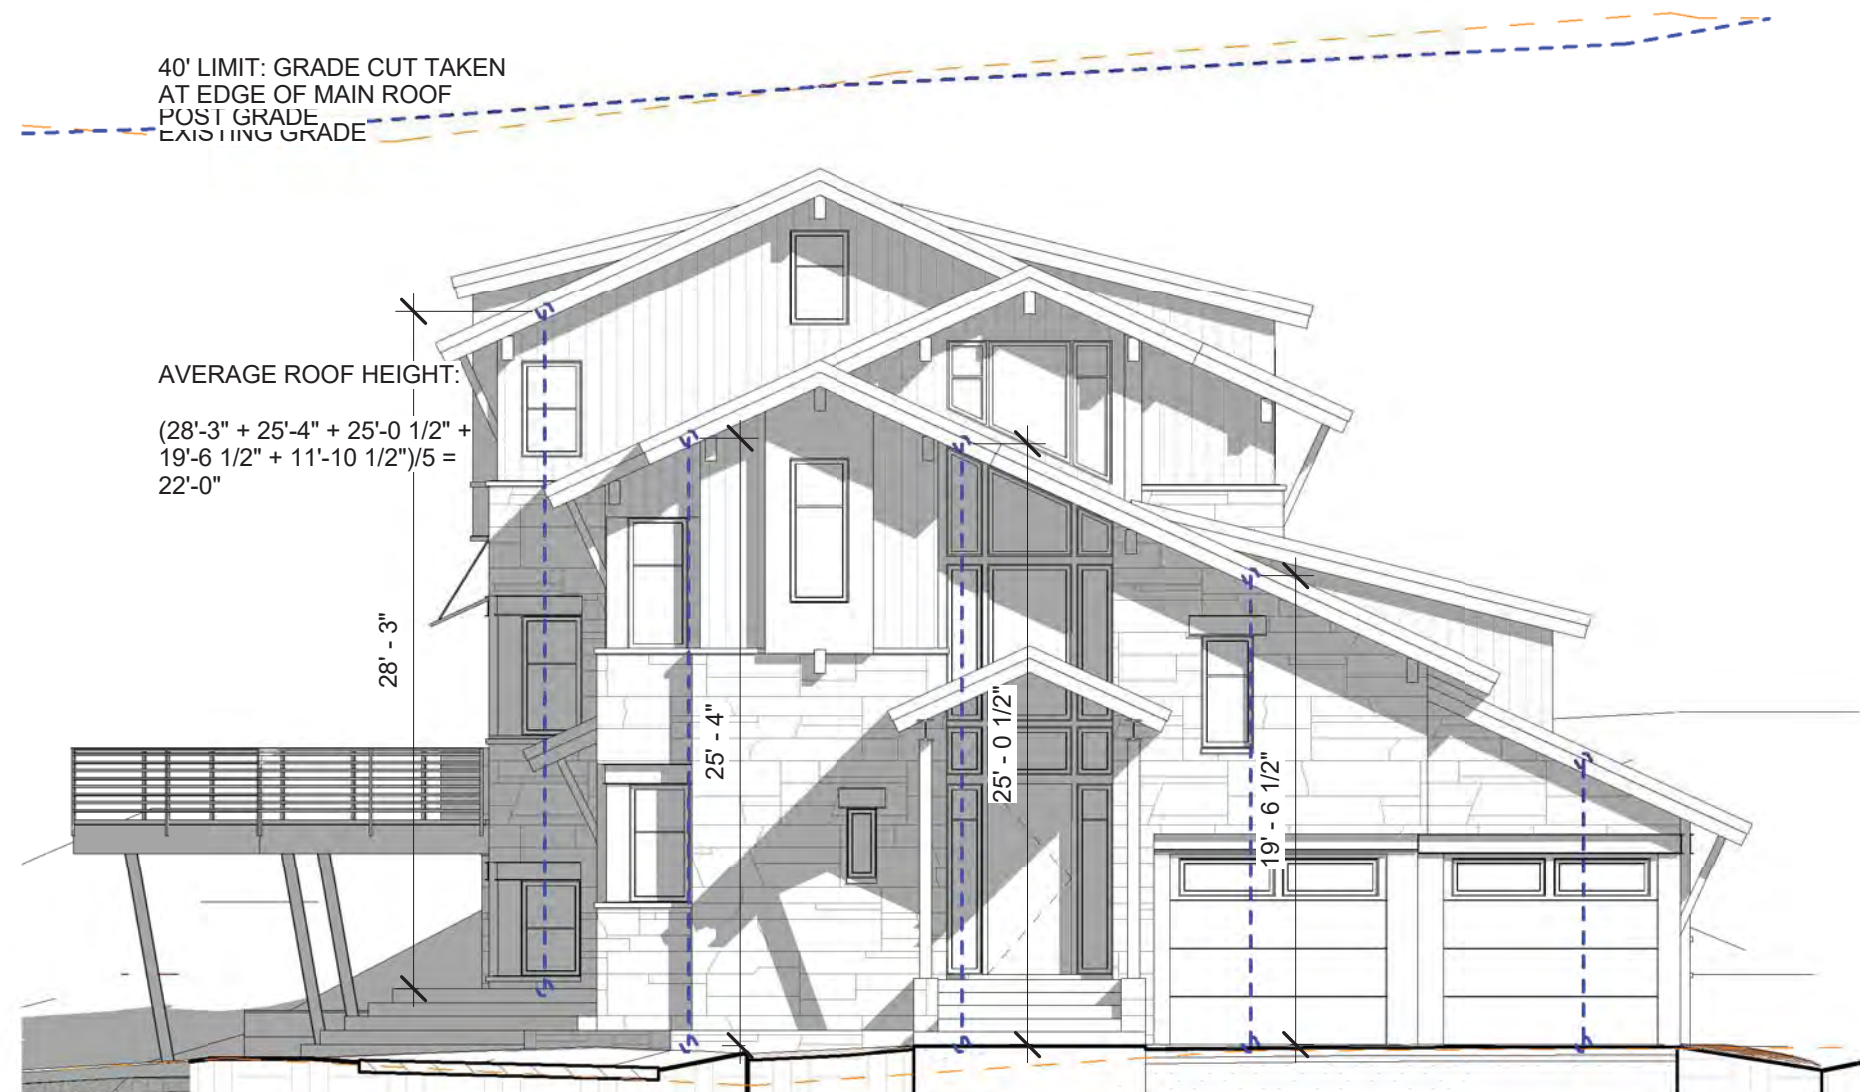 40' LIMIT: GRADE CUT TAKEN
AT EDGE OF MAIN ROOF
POST GRADE
EXISTING GRADE
AVERAGE ROOF HEIGHT:
(28'-3" + 25'-4" + 25'-0 1/2" +
19'-6 1/2" + 11'-10 1/2")/5 =
22'-0"
28' - 3"
25' - 4"
25' - 0 1/2"
19' - 6 1/2"